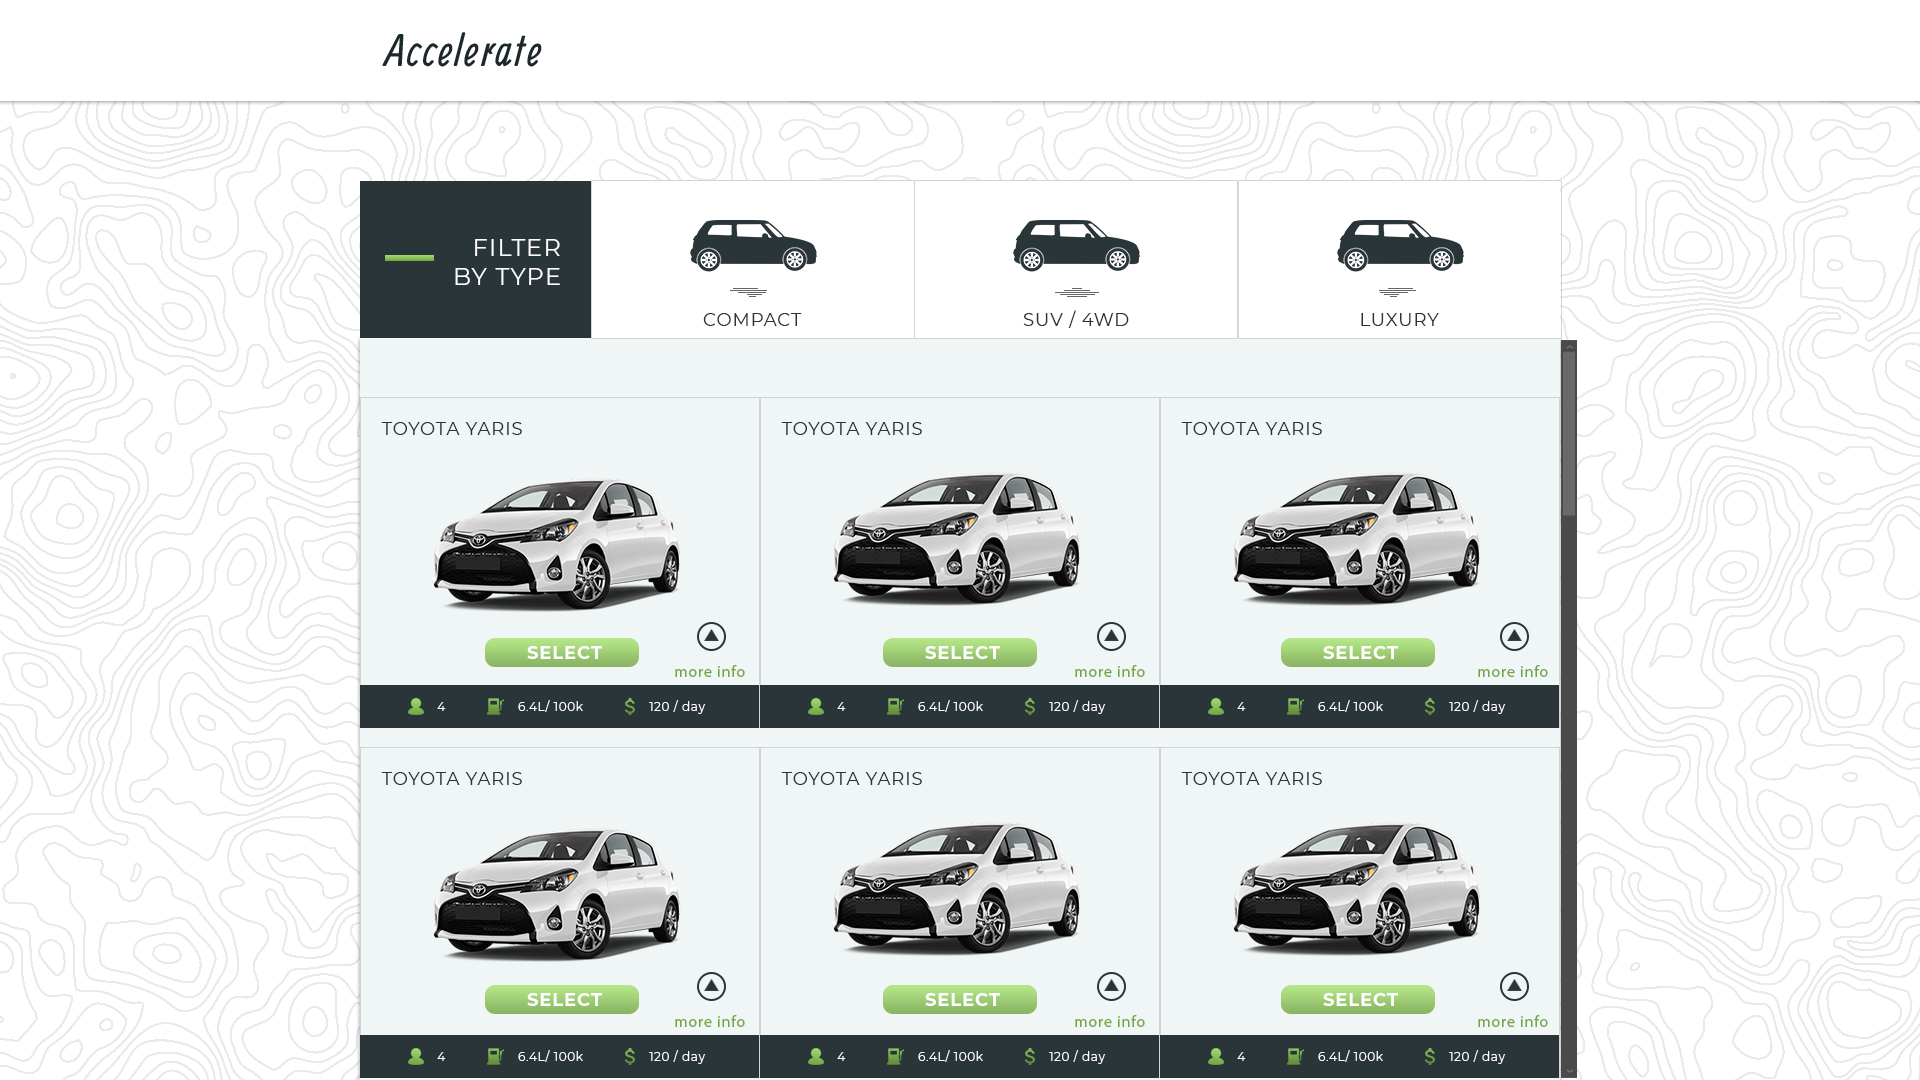 Accelerate
FILTER
BY TYPE
COMPACT
SUV / 4WD
LUXURY
TOYOTA YARIS
TOYOTA YARIS
TOYOTA YARIS
SELECT
more info
SELECT
more info
SELECT
more info
4 6.4L/ 100k $ 120 / day
4 6.4L/ 100k $ 120 / day
4 6.4L/ 100k $ 120 / day
TOYOTA YARIS
TOYOTA YARIS
TOYOTA YARIS
SELECT
more info
SELECT
more info
SELECT
more info
4 6.4L/ 100k $ 120 / day
4 6.4L/ 100k $ 120 / day
4 6.4L/ 100k $ 120 / day